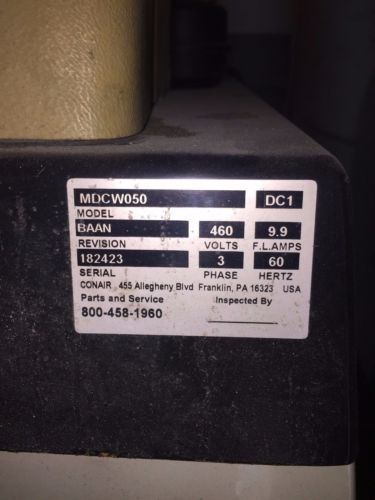 MDCW050 DC1
MODEL
BAAN 460 9.9
REVISION VOLTS F.L.AMPS
182423 3 60
SERIAL PHASE HERTZ
CONAIR 455 Allegheny Blvd Franklin, PA 16323 USA
Parts and Service Inspected By
800-458-1960